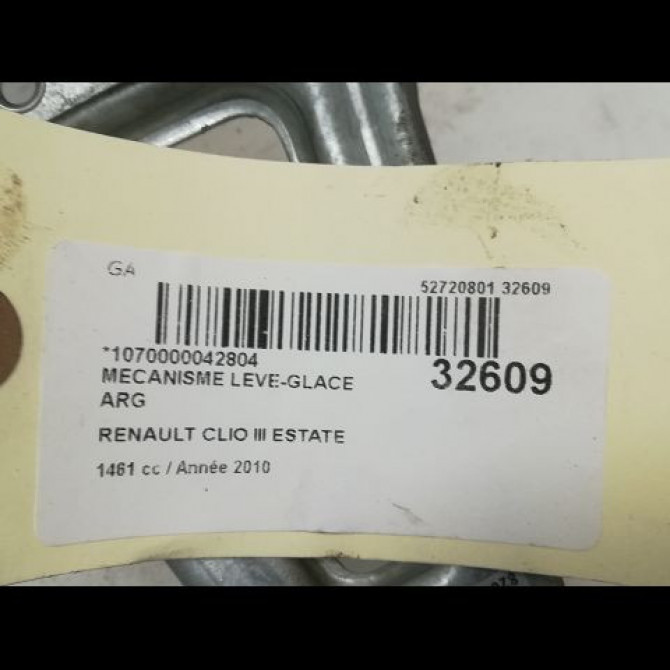 GA
52720801 32609
*1070000042804
32609
MECANISME LEVE-GLACE
ARG
RENAULT CLIO III ESTATE
1461 cc / Année 2010